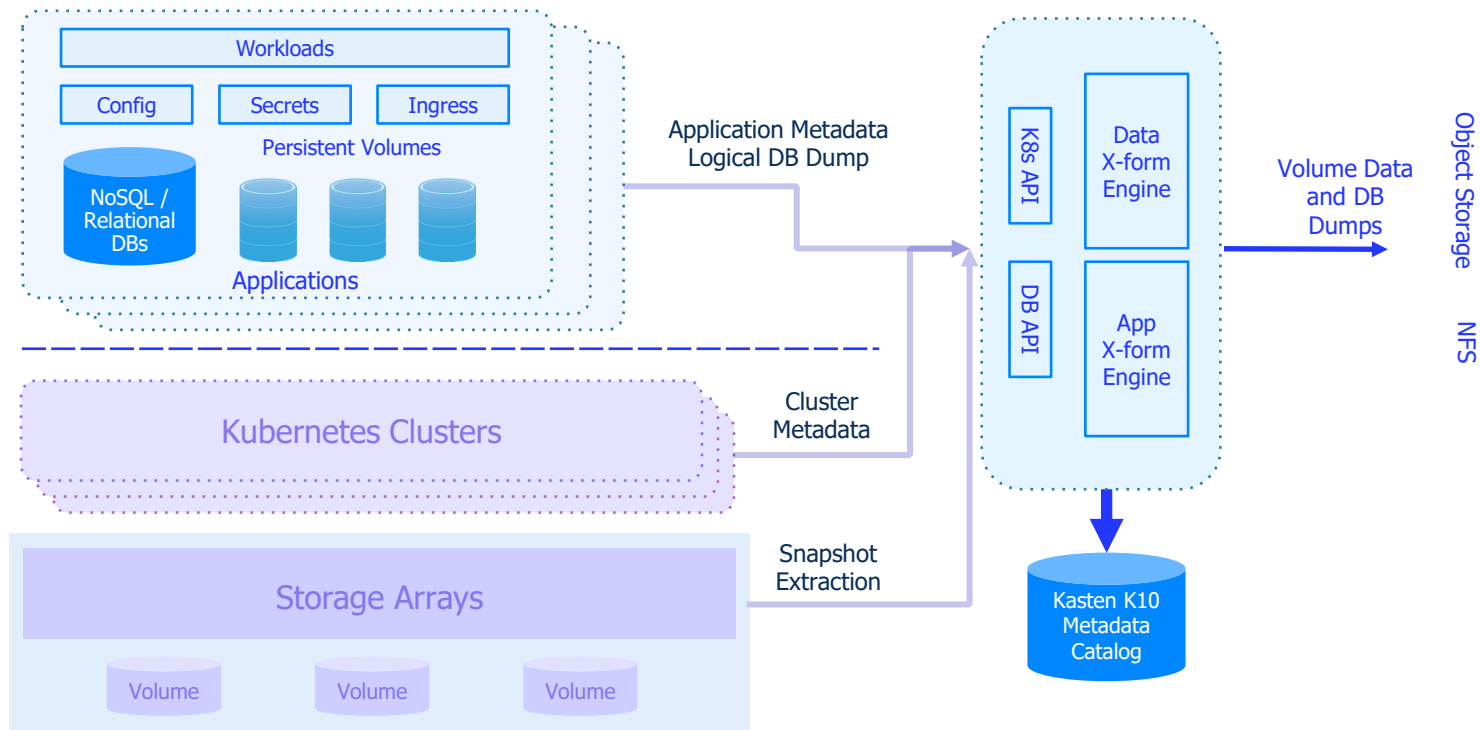 Workloads
Config
Secrets
Ingress
Persistent Volumes
NoSQL /
Relational
DBs
Applications
Kubernetes Clusters
Storage Arrays
Volume
Volume
Volume
Application Metadata
Logical DB Dump
Cluster
Metadata
Snapshot
Extraction
K8s API
DB API
Data
X-form
Engine
App
X-form
Engine
Kasten K10
Metadata
Catalog
Volume Data
and DB
Dumps
Object Storage
NFS